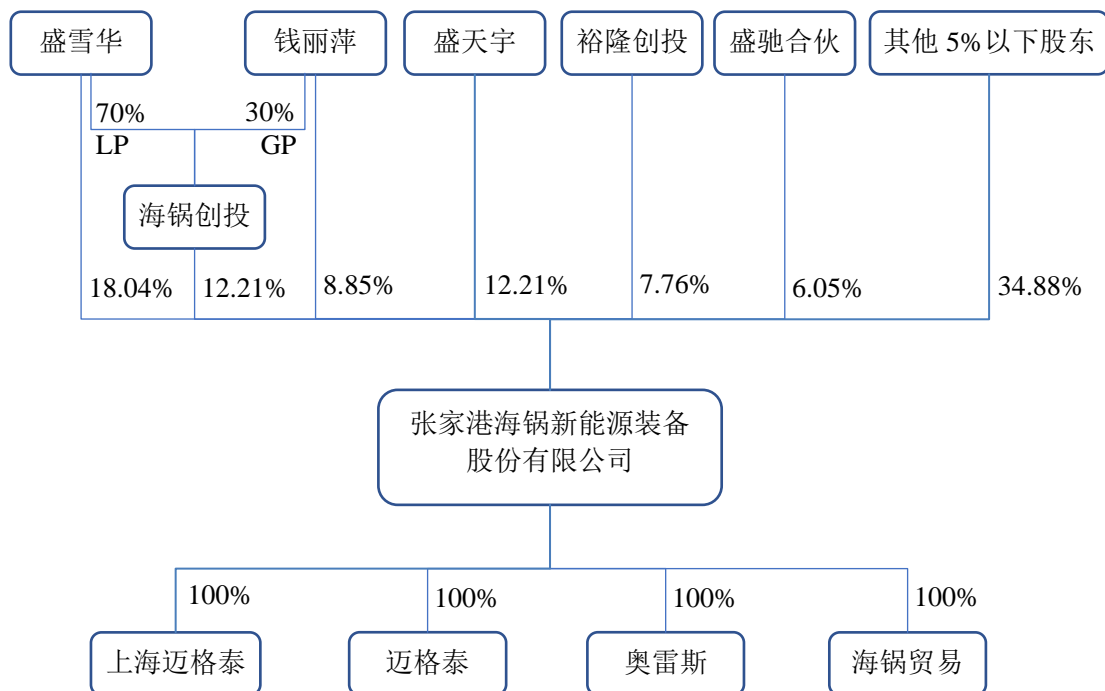 盛雪华
钱丽萍
盛天宇
裕隆创投
盛驰合伙
其他 5%以下股东
70%
30%
LP
GP
海锅创投
18.04%
12.21%
8.85%
12.21%
7.76%
6.05%
34.88%
张家港海锅新能源装备
股份有限公司
100%
100%
100%
100%
上海迈格泰
迈格泰
奥雷斯
海锅贸易